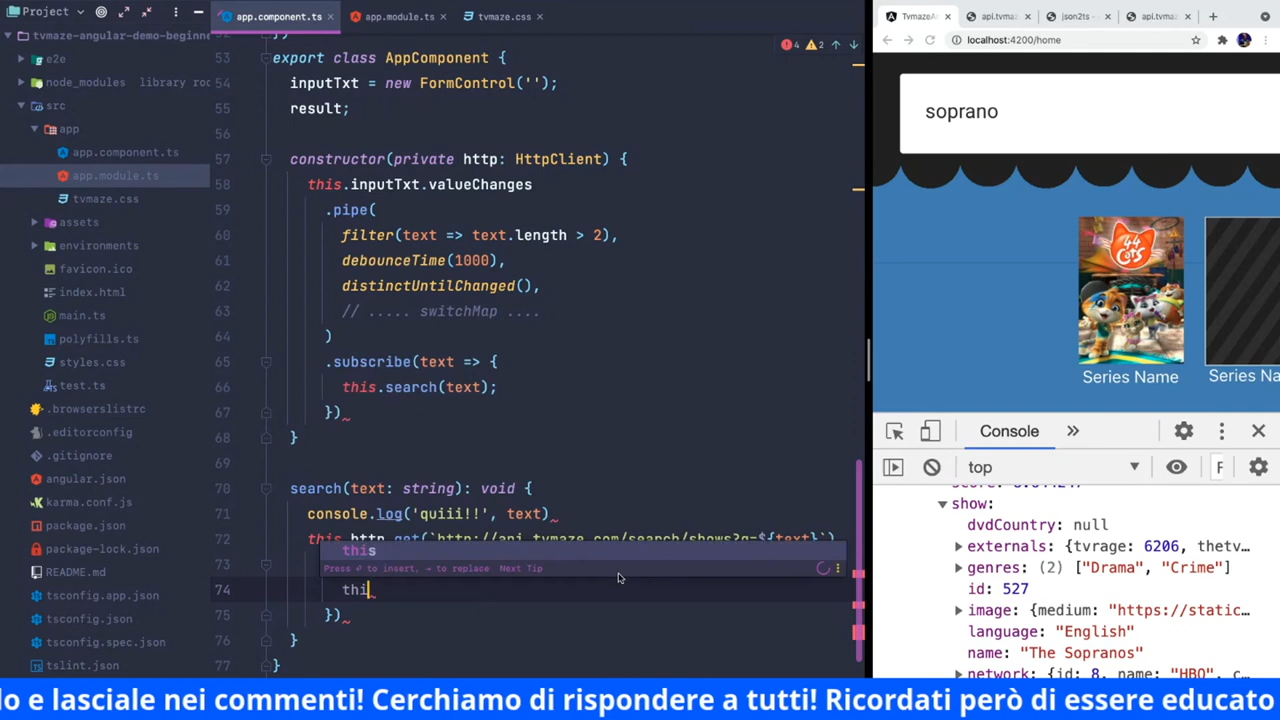 Project
app.component.ts
app.module.ts
tvmaze.css
tvmaze-angular-demo-beginne
e2e
node_modules library ro
src
app
app.component.ts
app.module.ts
tvmaze.css
assets
environments
favicon.ico
index.html
main.ts
polyfills.ts
styles.css
test.ts
.browserslistrc
.editorconfig
.gitignore
angular.json
karma.conf.js
package.json
package-lock.json
README.md
tsconfig.app.json
tsconfig.json
tsconfig.spec.json
tslint.json
4 2
53 export class AppComponent {
54 inputTxt = new FormControl('');
55 result;
56
57 constructor(private http: HttpClient) {
58 this.inputTxt.valueChanges
59 .pipe(
60 filter(text => text.length > 2),
61 debounceTime(1000),
62 distinctUntilChanged(),
63 // ..... switchMap ....
64 )
65 .subscribe(text => {
66 this.search(text);
67 })
68 }
69
70 search(text: string): void {
71 console.log('quiii!!', text)
72 this.http.get(`http://api.tvmaze.com/search/shows?q=${text}`)
this
73
Press ⏎ to insert, → to replace Next Tip
74 thi
75 })
76 }
77 }
TvmazeA
api.tvmaz
json2ts -
api.tvmaz
localhost:4200/home
soprano
44 CATS
Series Name
Series Na
Console
top
F
show:
dvdCountry: null
externals: {tvrage: 6206, thetv
genres: (2) ["Drama", "Crime"]
id: 527
image: {medium: "https://static…
language: "English"
name: "The Sopranos"
network: {id: 8, name: "HBO", c
lo e lasciale nei commenti! Cerchiamo di rispondere a tutti! Ricordati però di essere educato